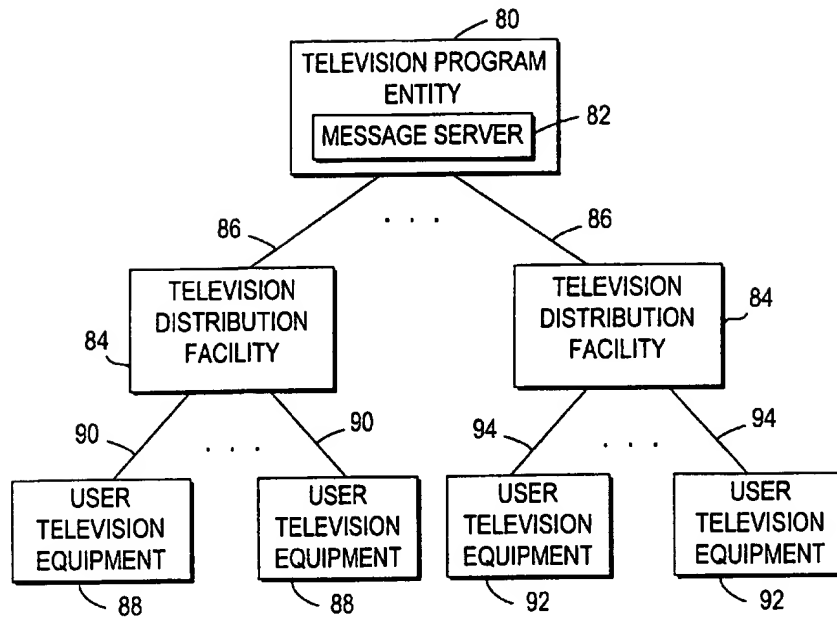 80
TELEVISION PROGRAM
ENTITY
MESSAGE SERVER
82
86
. . .
86
TELEVISION
DISTRIBUTION
FACILITY
84
TELEVISION
DISTRIBUTION
FACILITY
84
90
. . .
90
94
. . .
94
USER
TELEVISION
EQUIPMENT
88
USER
TELEVISION
EQUIPMENT
88
USER
TELEVISION
EQUIPMENT
92
USER
TELEVISION
EQUIPMENT
92